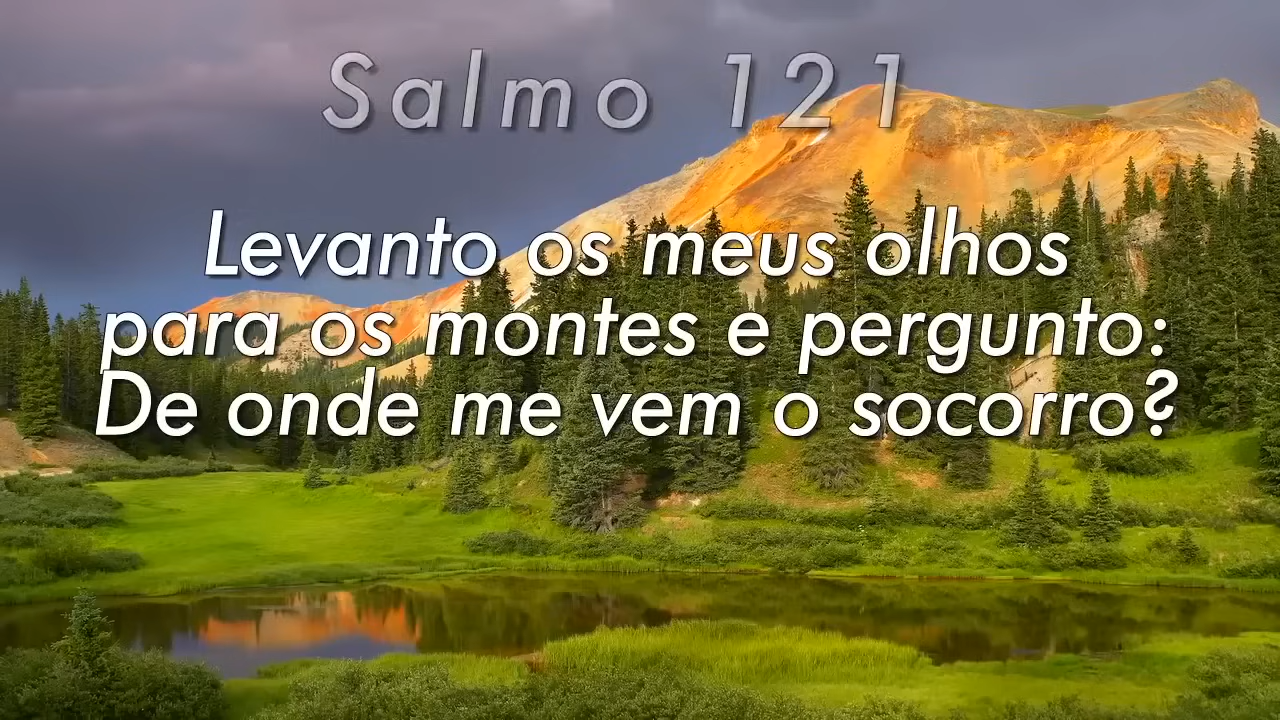 Salmo 121
Levanto os meus olhos
para os montes e pergunto:
De onde me vem o socorro?